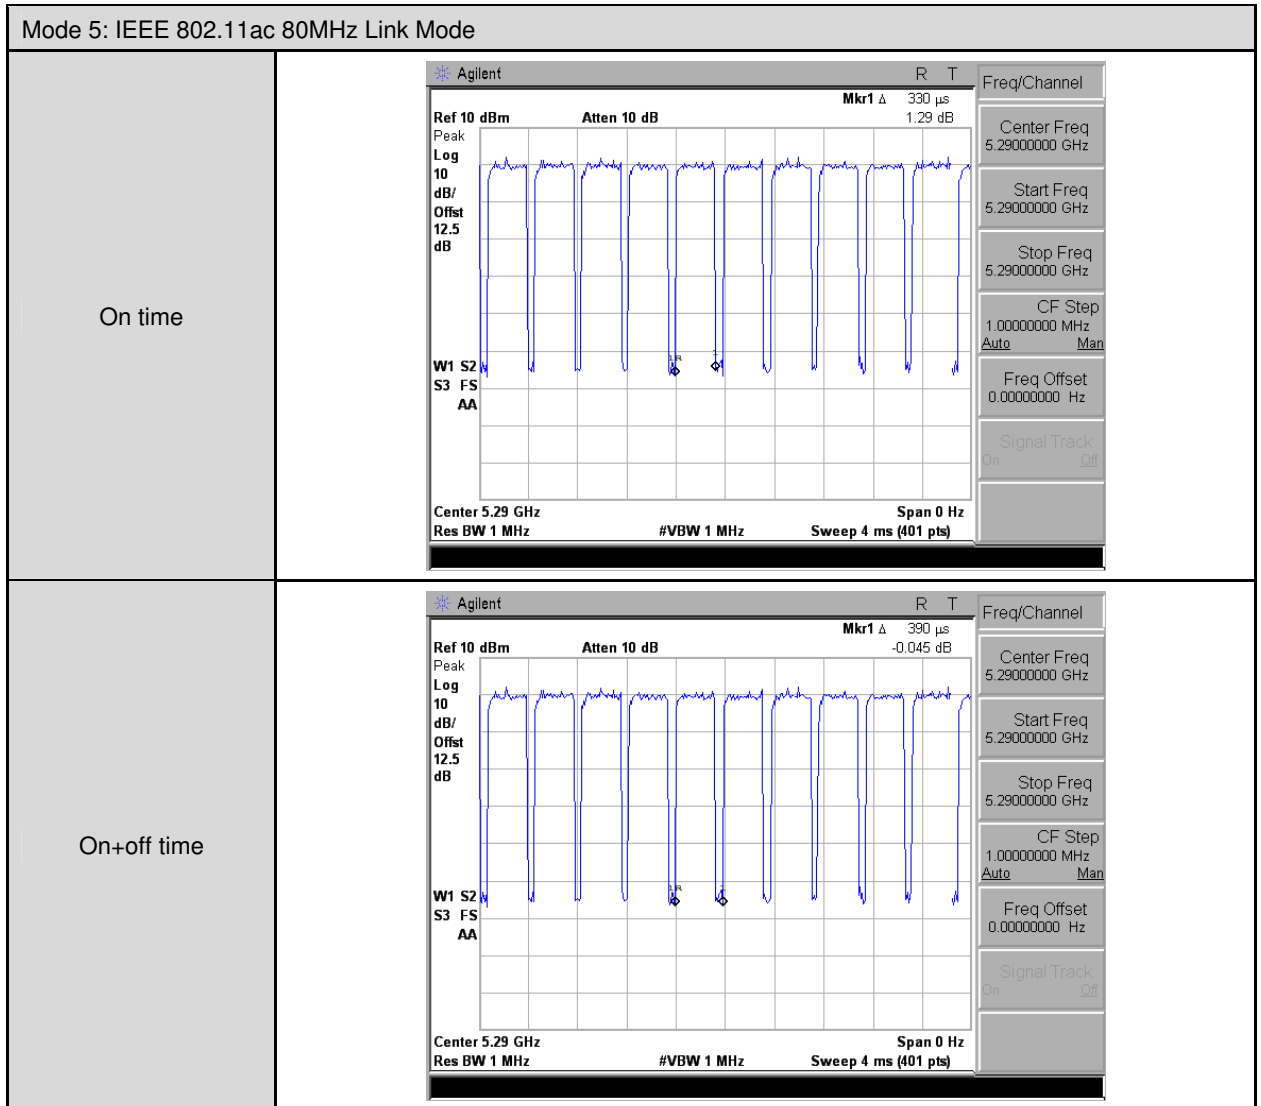 Mode 5: IEEE 802.11ac 80MHz Link Mode
On time
Agilent R T
Mkr1 Δ 330 µs
Ref 10 dBm Atten 10 dB 1.29 dB
Peak
Log
10
dB/
Offst
12.5
dB
1R
1
W1 S2
S3 FS
AA
Center 5.29 GHz Span 0 Hz
Res BW 1 MHz #VBW 1 MHz Sweep 4 ms (401 pts)
Freq/Channel
Center Freq
5.29000000 GHz
Start Freq
5.29000000 GHz
Stop Freq
5.29000000 GHz
CF Step
1.00000000 MHz
Auto Man
Freq Offset
0.00000000 Hz
Signal Track
On Off
On+off time
Agilent R T
Mkr1 Δ 390 µs
Ref 10 dBm Atten 10 dB -0.045 dB
Peak
Log
10
dB/
Offst
12.5
dB
1R
1
W1 S2
S3 FS
AA
Center 5.29 GHz Span 0 Hz
Res BW 1 MHz #VBW 1 MHz Sweep 4 ms (401 pts)
Freq/Channel
Center Freq
5.29000000 GHz
Start Freq
5.29000000 GHz
Stop Freq
5.29000000 GHz
CF Step
1.00000000 MHz
Auto Man
Freq Offset
0.00000000 Hz
Signal Track
On Off